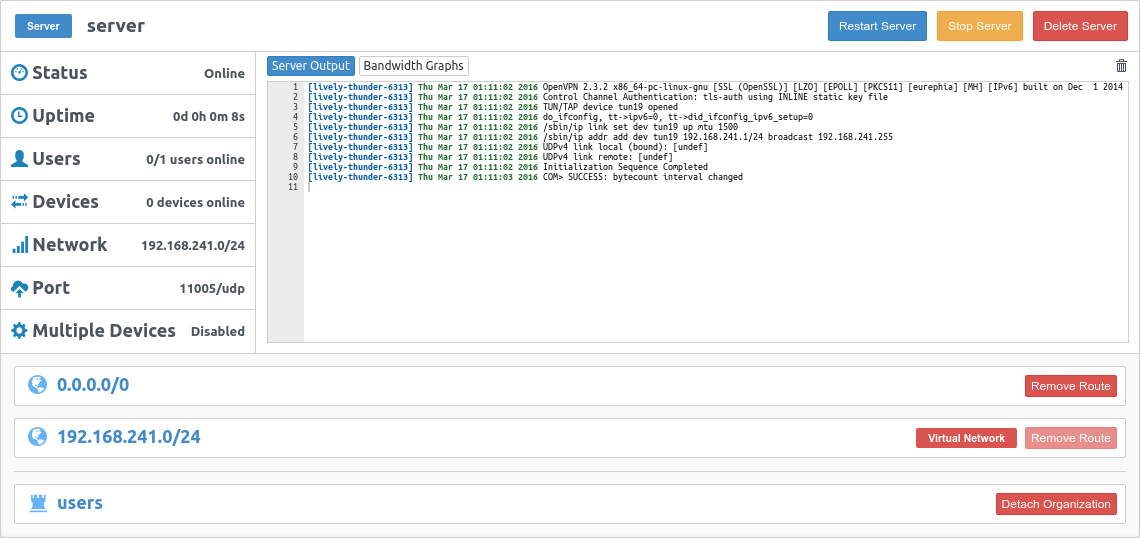 Server server Restart Server Stop Server Delete Server
Status Online
Uptime 0d 0h 0m 8s
Users 0/1 users online
Devices 0 devices online
Network 192.168.241.0/24
Port 11005/udp
Multiple Devices Disabled
Server Output Bandwidth Graphs
1 [lively-thunder-6313] Thu Mar 17 01:11:02 2016 OpenVPN 2.3.2 x86_64-pc-linux-gnu [SSL (OpenSSL)] [LZO] [EPOLL] [PKCS11] [eurephia] [MH] [IPv6] built on Dec  1 2014
2 [lively-thunder-6313] Thu Mar 17 01:11:02 2016 Control Channel Authentication: tls-auth using INLINE static key file
3 [lively-thunder-6313] Thu Mar 17 01:11:02 2016 TUN/TAP device tun19 opened
4 [lively-thunder-6313] Thu Mar 17 01:11:02 2016 do_ifconfig, tt->ipv6=0, tt->did_ifconfig_ipv6_setup=0
5 [lively-thunder-6313] Thu Mar 17 01:11:02 2016 /sbin/ip link set dev tun19 up mtu 1500
6 [lively-thunder-6313] Thu Mar 17 01:11:02 2016 /sbin/ip addr add dev tun19 192.168.241.1/24 broadcast 192.168.241.255
7 [lively-thunder-6313] Thu Mar 17 01:11:02 2016 UDPv4 link local (bound): [undef]
8 [lively-thunder-6313] Thu Mar 17 01:11:02 2016 UDPv4 link remote: [undef]
9 [lively-thunder-6313] Thu Mar 17 01:11:02 2016 Initialization Sequence Completed
10 [lively-thunder-6313] Thu Mar 17 01:11:03 2016 COM> SUCCESS: bytecount interval changed
11
0.0.0.0/0 Remove Route
192.168.241.0/24 Virtual Network Remove Route
users Detach Organization